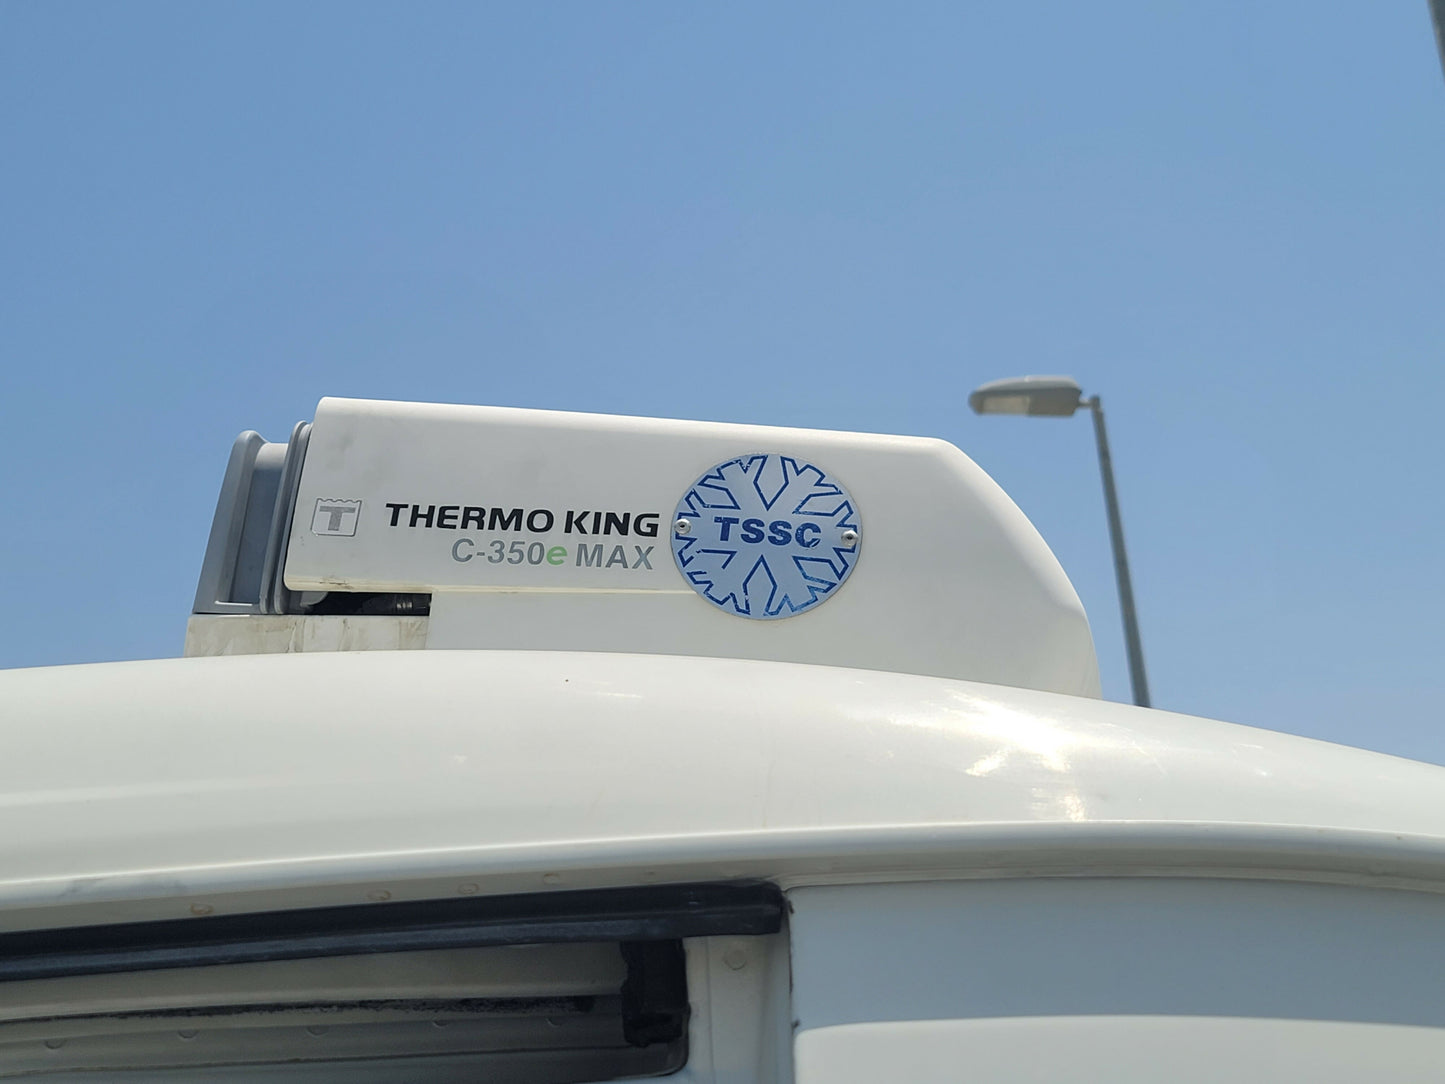 T
THERMO KING
C-350e MAX
TSSC